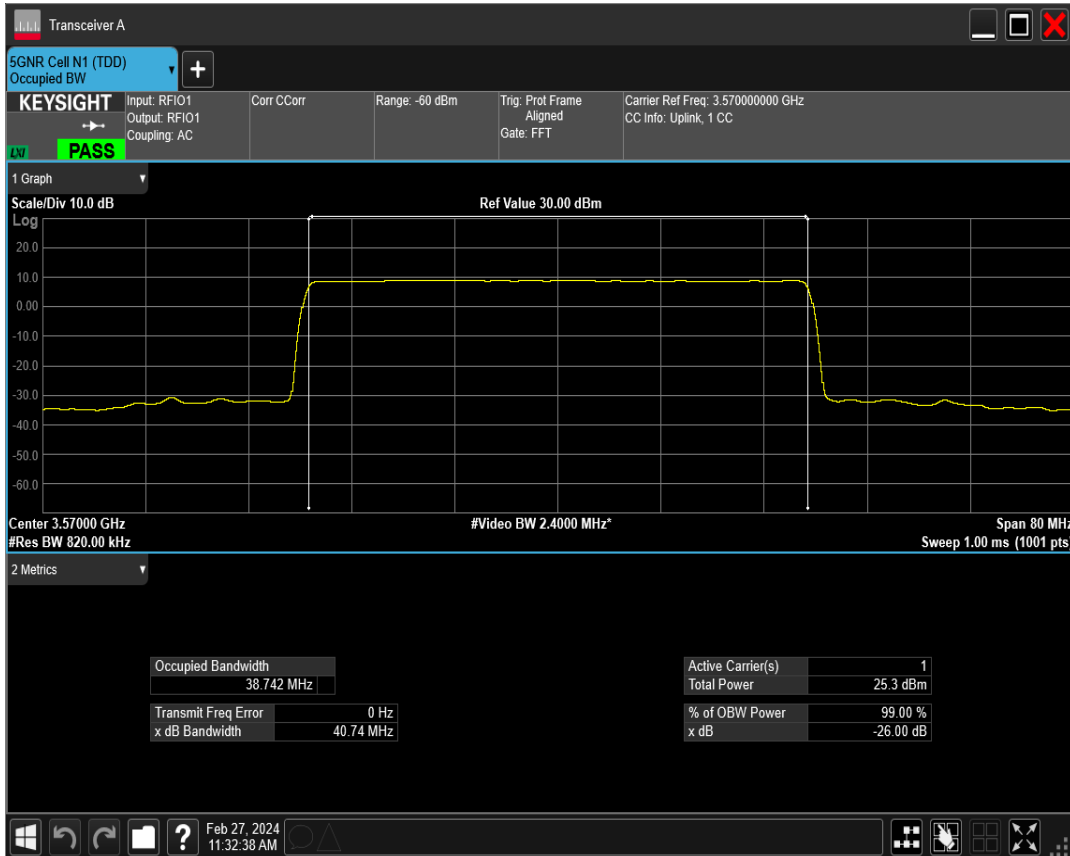 Transceiver A
5GNR Cell N1 (TDD)
Occupied BW
+
KEYSIGHT
LXI
PASS
Input: RFIO1
Output: RFIO1
Coupling: AC
Corr CCorr
Range: -60 dBm
Trig: Prot Frame
Aligned
Gate: FFT
Carrier Ref Freq: 3.570000000 GHz
CC Info: Uplink, 1 CC
1 Graph
Scale/Div 10.0 dB
Ref Value 30.00 dBm
Log
20.0
10.0
0.00
-10.0
-20.0
-30.0
-40.0
-50.0
-60.0
Center 3.57000 GHz
#Video BW 2.4000 MHz*
Span 80 MHz
#Res BW 820.00 kHz
Sweep 1.00 ms (1001 pts)
2 Metrics
Occupied Bandwidth
38.742 MHz
Transmit Freq Error 0 Hz
x dB Bandwidth 40.74 MHz
Active Carrier(s) 1
Total Power 25.3 dBm
% of OBW Power 99.00 %
x dB -26.00 dB
?
Feb 27, 2024
11:32:38 AM